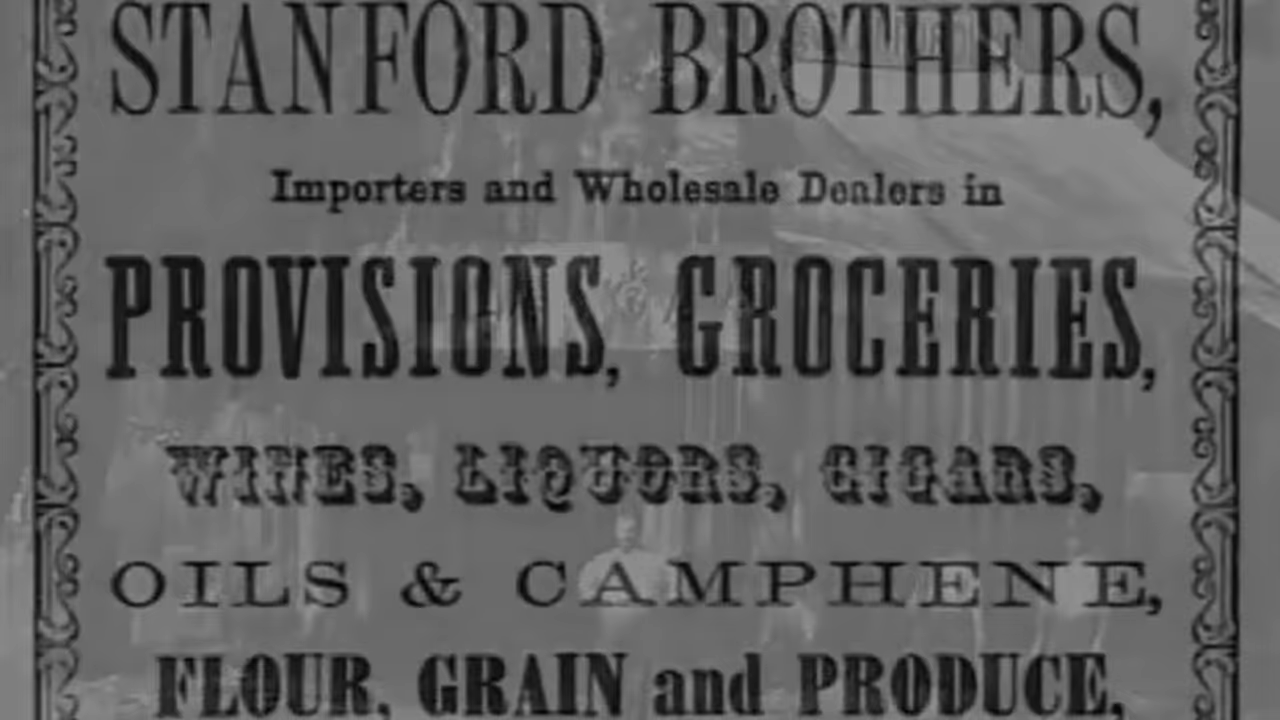 STANFORD BROTHERS,
Importers and Wholesale Dealers in
PROVISIONS, GROCERIES,
WINES, LIQUORS, CIGARS,
OILS & CAMPHENE,
FLOUR, GRAIN and PRODUCE,